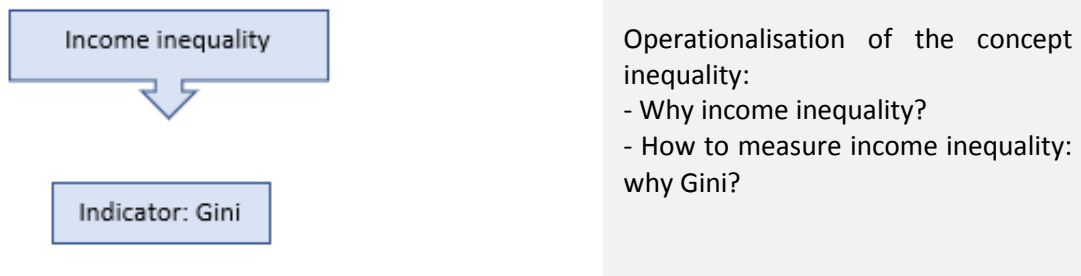 Income inequality
Indicator: Gini
Operationalisation of the concept
inequality:
- Why income inequality?
- How to measure income inequality:
why Gini?